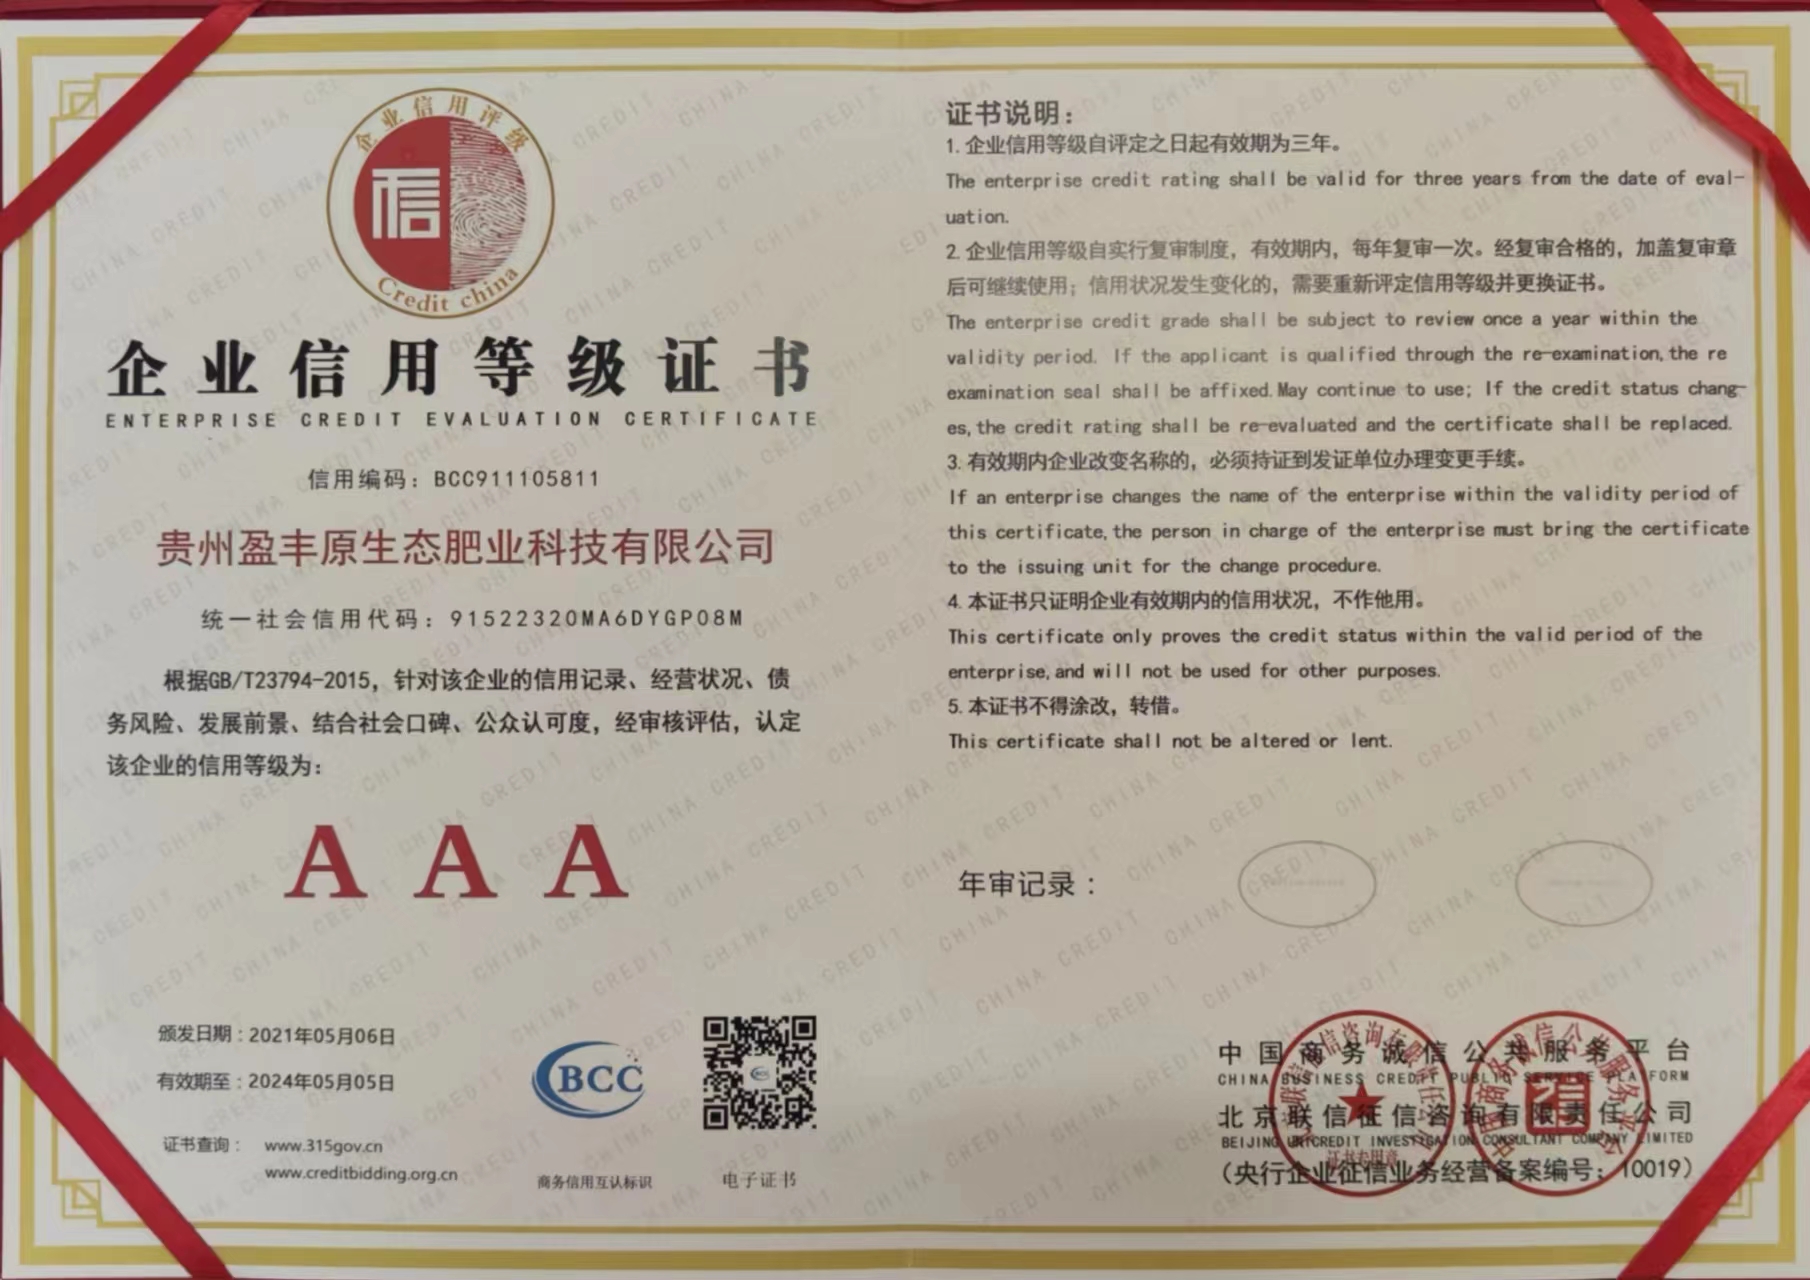 企业信用评级
信
Credit china
企业信用等级证书
ENTERPRISE CREDIT EVALUATION CERTIFICATE
信用编码：BCC911105811
贵州盈丰原生态肥业科技有限公司
统一社会信用代码：91522320MA6DYGP08M
根据GB/T23794-2015，针对该企业的信用记录、经营状况、债
务风险、发展前景、结合社会口碑、公众认可度，经审核评估，认定
该企业的信用等级为：
AAA
颁发日期：2021年05月06日
有效期至：2024年05月05日
证书查询： www.315gov.cn
www.creditbidding.org.cn
BCC
商务信用互认标识
电子证书
证书说明：
1.企业信用等级自评定之日起有效期为三年。
The enterprise credit rating shall be valid for three years from the date of eval-
uation.
2.企业信用等级自实行复审制度，有效期内，每年复审一次。经复审合格的，加盖复审章
后可继续使用；信用状况发生变化的，需要重新评定信用等级并更换证书。
The enterprise credit grade shall be subject to review once a year within the
validity period. If the applicant is qualified through the re-examination,the re
examination seal shall be affixed.May continue to use; If the credit status chang-
es,the credit rating shall be re-evaluated and the certificate shall be replaced.
3.有效期内企业改变名称的，必须持证到发证单位办理变更手续。
If an enterprise changes the name of the enterprise within the validity period of
this certificate,the person in charge of the enterprise must bring the certificate
to the issuing unit for the change procedure.
4.本证书只证明企业有效期内的信用状况，不作他用。
This certificate only proves the credit status within the valid period of the
enterprise,and will not be used for other purposes.
5.本证书不得涂改，转借。
This certificate shall not be altered or lent.
年审记录：
中国商务诚信公共服务平台
CHINA BUSINESS CREDIT PUBLIC SERVICE PLATFORM
北京联信征信咨询有限责任公司
BEIJING UNICREDIT INVESTIGATION CONSULTANT COMPANY LIMITED
（央行企业征信业务经营备案编号：10019）
证书专用章
CHINA CREDIT